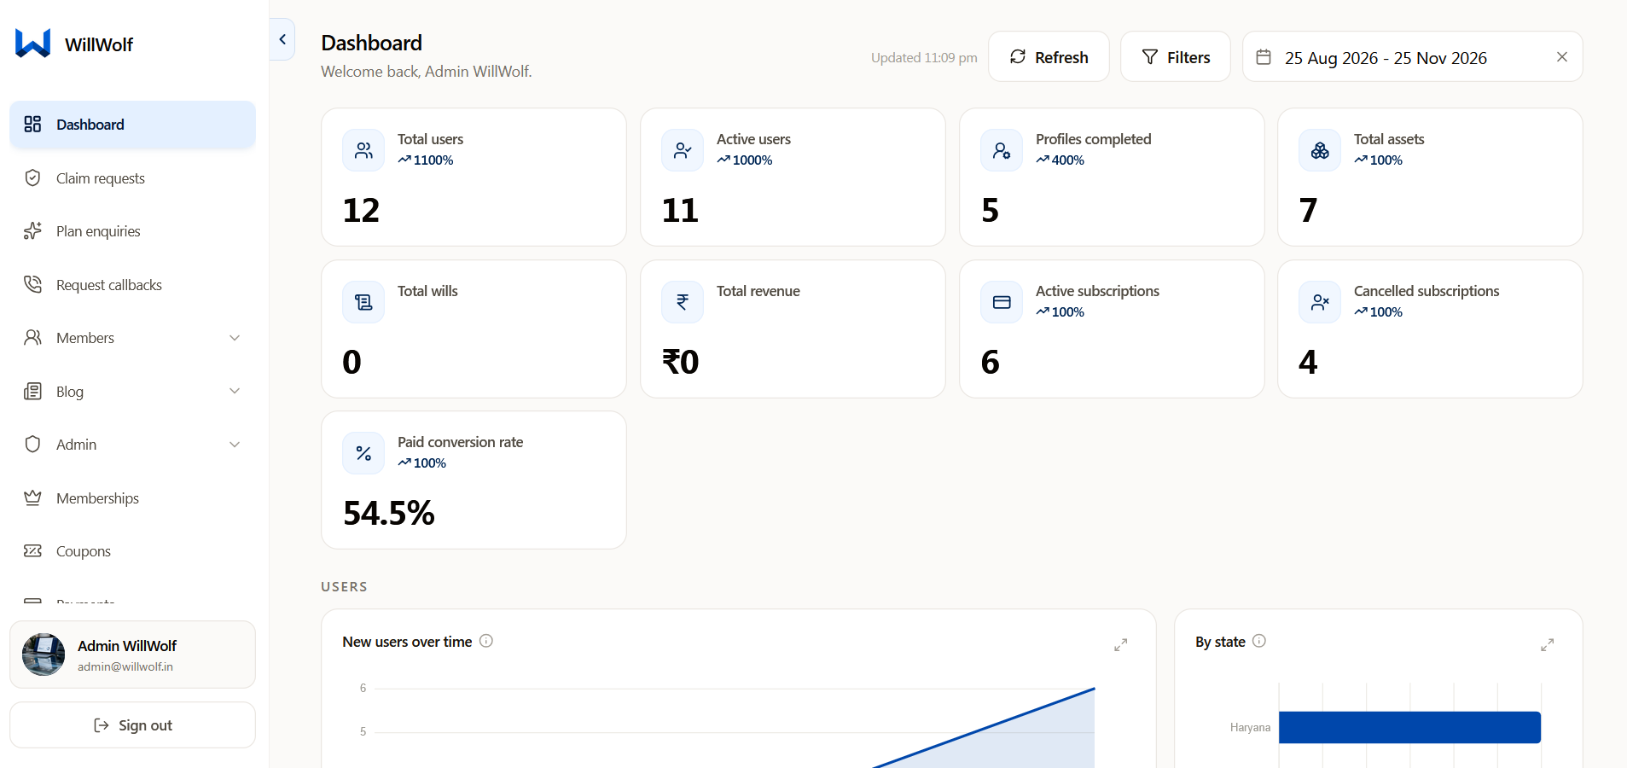 WillWolf
Dashboard
Claim requests
Plan enquiries
Request callbacks
Members
Blog
Admin
Memberships
Coupons
Payments
Admin WillWolf
admin@willwolf.in
Sign out
Dashboard
Welcome back, Admin WillWolf.
Updated 11:09 pm
Refresh
Filters
25 Aug 2026 - 25 Nov 2026
Total users
1100%
12
Active users
1000%
11
Profiles completed
400%
5
Total assets
100%
7
Total wills
0
Total revenue
₹0
Active subscriptions
100%
6
Cancelled subscriptions
100%
4
Paid conversion rate
100%
54.5%
USERS
New users over time
6
5
By state
Haryana